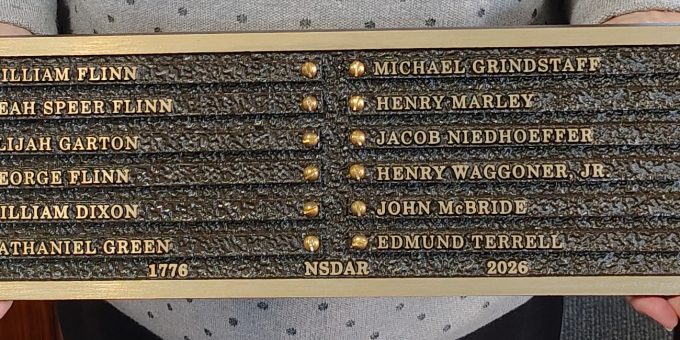 ILLIAM FLINN
EAH SPEER FLINN
LIJAH GARTON
EORGE FLINN
ILLIAM DIXON
ATHANIEL GREEN
MICHAEL GRINDSTAFF
HENRY MARLEY
JACOB NIEDHOEFFER
HENRY WAGGONER, JR.
JOHN McBRIDE
EDMUND TERRELL
1776 NSDAR 2026